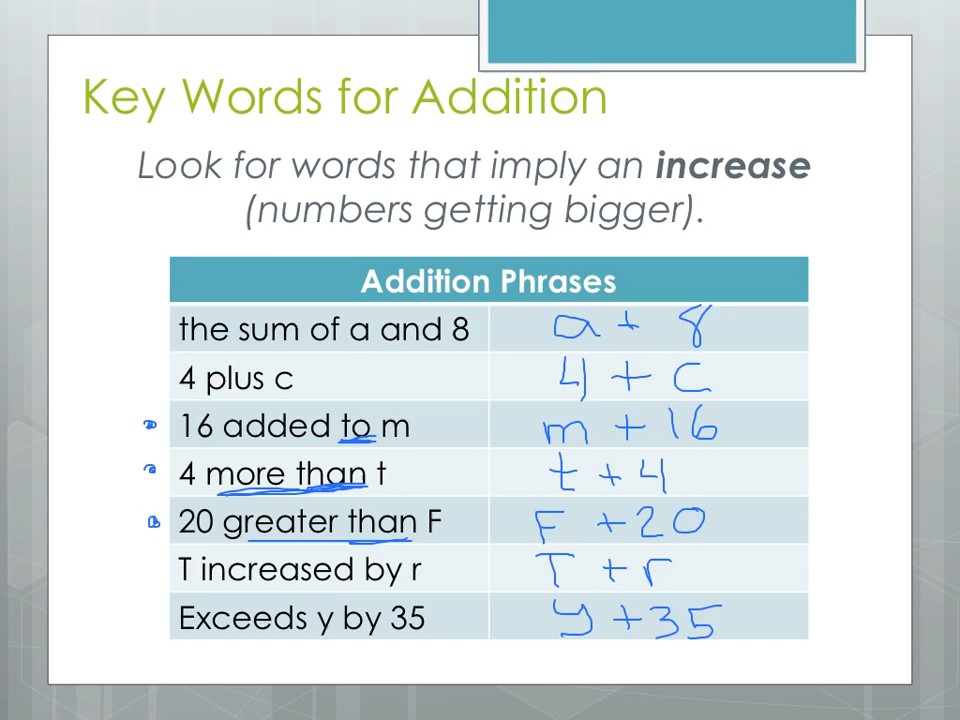 Key Words for Addition
Look for words that imply an increase
(numbers getting bigger).
Addition Phrases
the sum of a and 8 a + 8
4 plus c 4 + c
16 added to m m + 16
4 more than t t + 4
20 greater than F F + 20
T increased by r T + r
Exceeds y by 35 y + 35